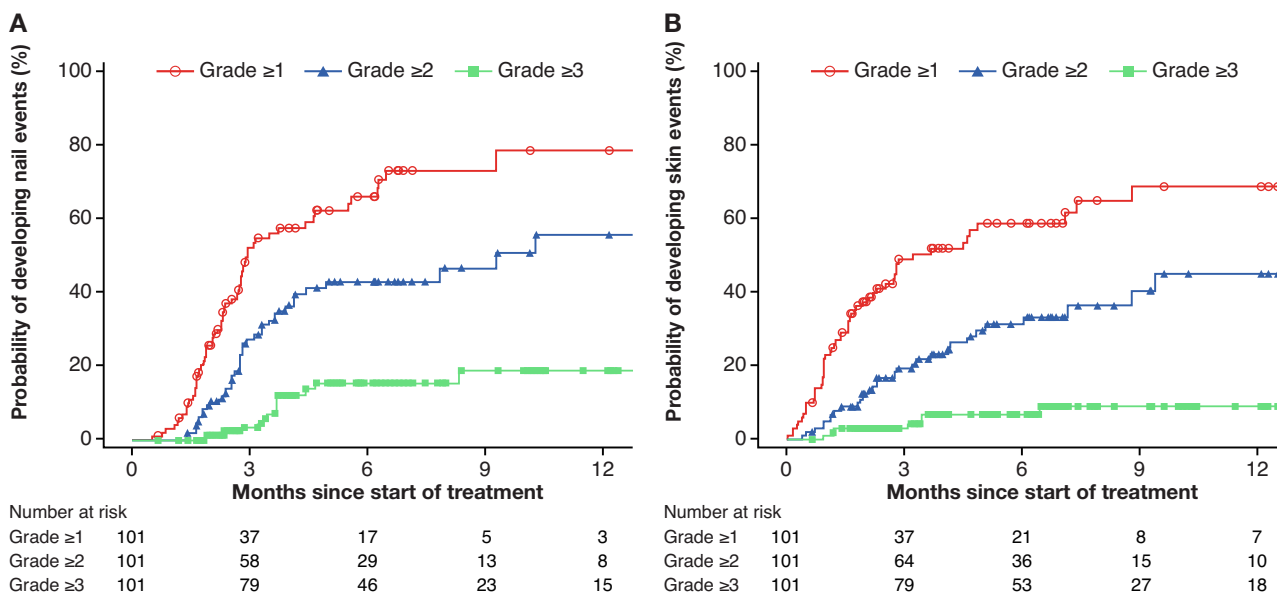 A
Probability of developing nail events (%)
100
80
60
40
20
0
Grade ≥1 Grade ≥2 Grade ≥3
0 3 6 9 12
Months since start of treatment
Number at risk
Grade ≥1 101 37 17 5 3
Grade ≥2 101 58 29 13 8
Grade ≥3 101 79 46 23 15
B
Probability of developing skin events (%)
100
80
60
40
20
0
Grade ≥1 Grade ≥2 Grade ≥3
0 3 6 9 12
Months since start of treatment
Number at risk
Grade ≥1 101 37 21 8 7
Grade ≥2 101 64 36 15 10
Grade ≥3 101 79 53 27 18